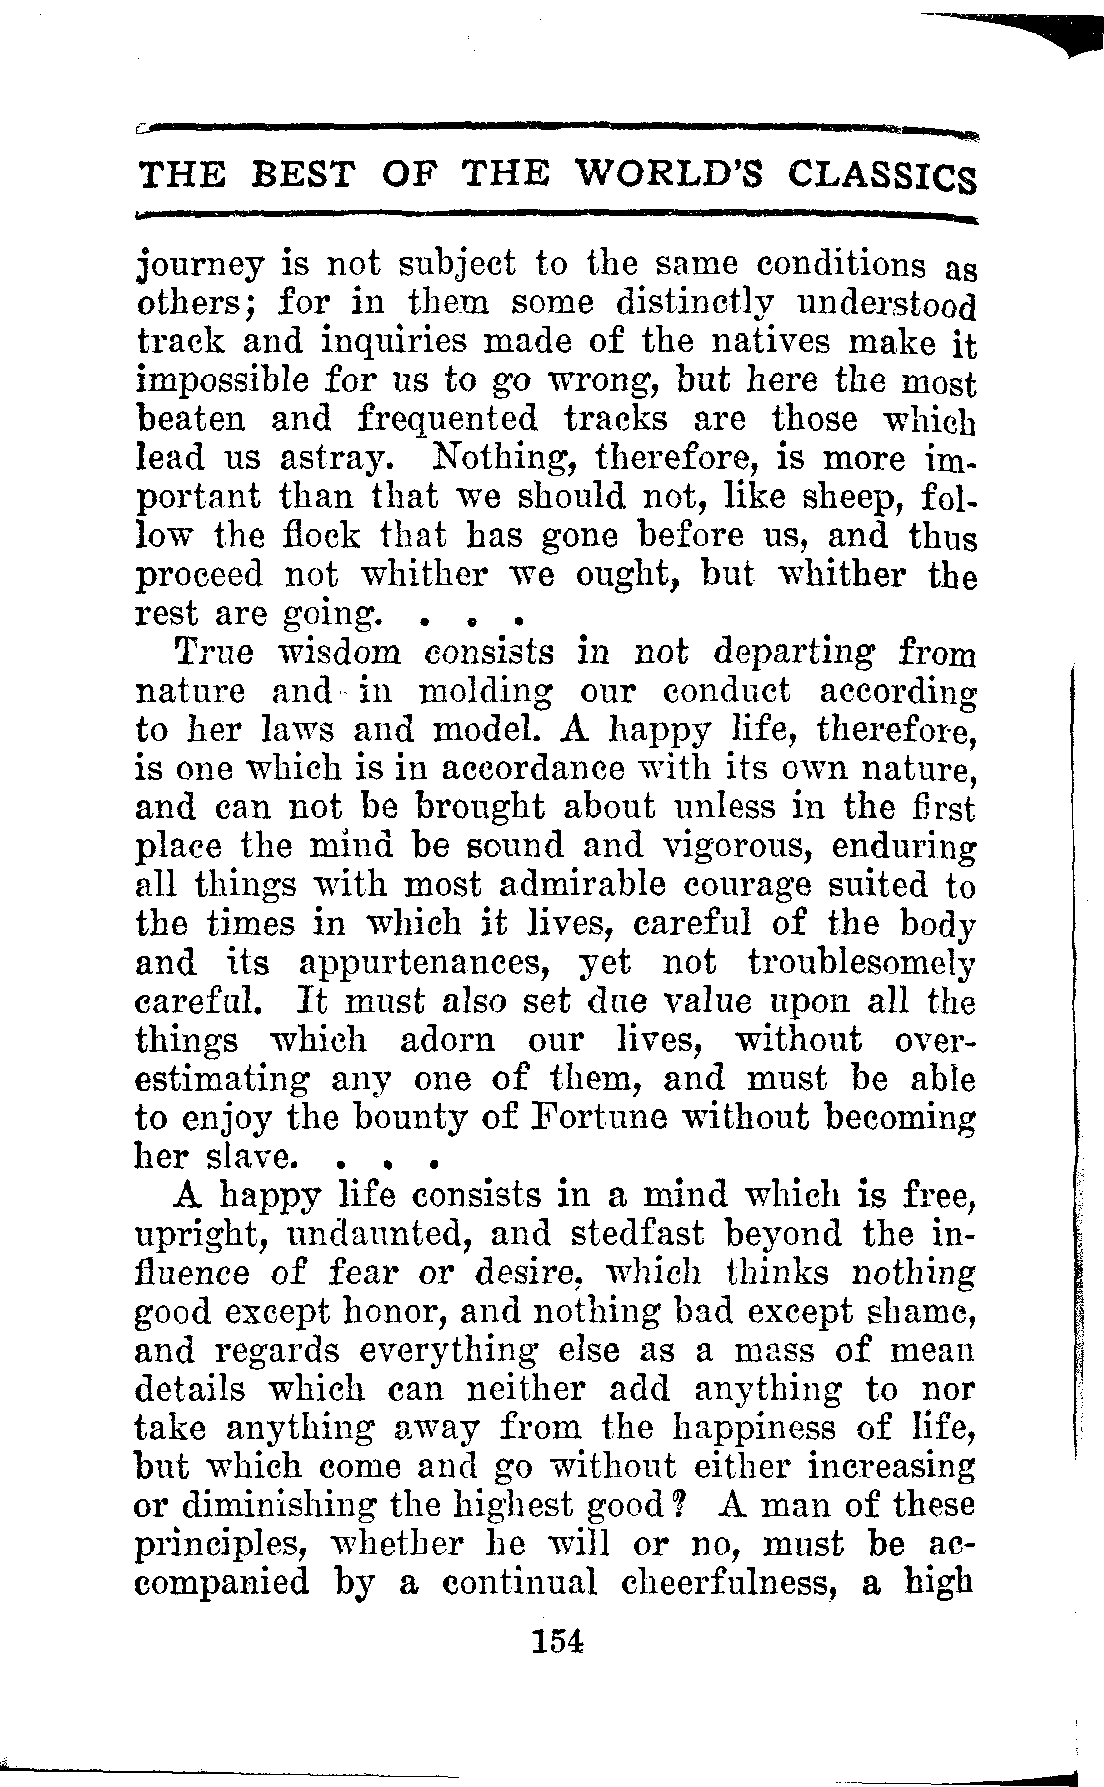 THE BEST OF THE WORLD'S CLASSICS
journey is not subject to the same conditions as
others; for in them some distinctly understood
track and inquiries made of the natives make it
impossible for us to go wrong, but here the most
beaten and frequented tracks are those which
lead us astray. Nothing, therefore, is more im-
portant than that we should not, like sheep, fol-
low the flock that has gone before us, and thus
proceed not whither we ought, but whither the
rest are going. . . .
True wisdom consists in not departing from
nature and in molding our conduct according
to her laws and model. A happy life, therefore,
is one which is in accordance with its own nature,
and can not be brought about unless in the first
place the mind be sound and vigorous, enduring
all things with most admirable courage suited to
the times in which it lives, careful of the body
and its appurtenances, yet not troublesomely
careful. It must also set due value upon all the
things which adorn our lives, without over-
estimating any one of them, and must be able
to enjoy the bounty of Fortune without becoming
her slave. . . .
A happy life consists in a mind which is free,
upright, undaunted, and stedfast beyond the in-
fluence of fear or desire, which thinks nothing
good except honor, and nothing bad except shame,
and regards everything else as a mass of mean
details which can neither add anything to nor
take anything away from the happiness of life,
but which come and go without either increasing
or diminishing the highest good? A man of these
principles, whether he will or no, must be ac-
companied by a continual cheerfulness, a high
154